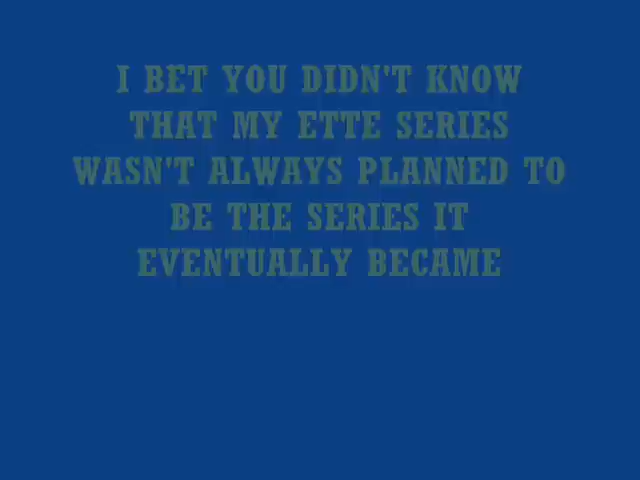 I BET YOU DIDN'T KNOW
THAT MY ETTE SERIES
WASN'T ALWAYS PLANNED TO
BE THE SERIES IT
EVENTUALLY BECAME